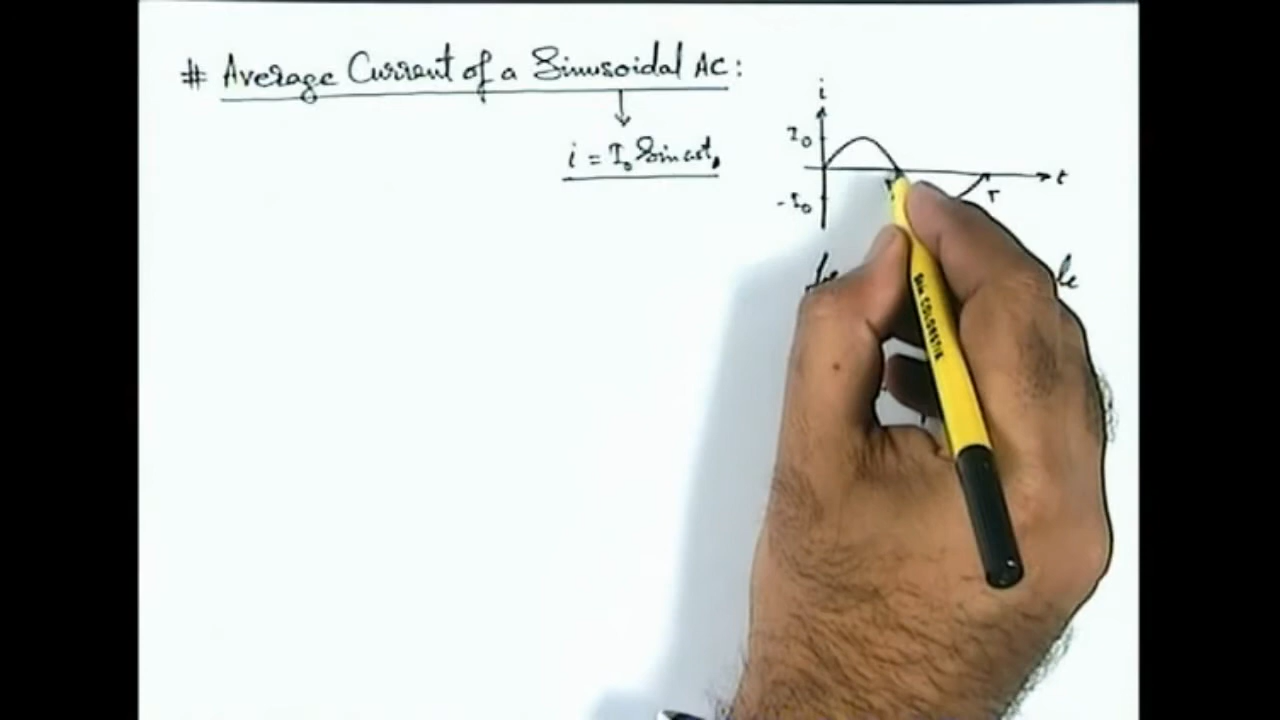 # Average Current of a Sinusoidal AC:
i = I₀ Sin ωt,
i
I₀
t
-I₀
T